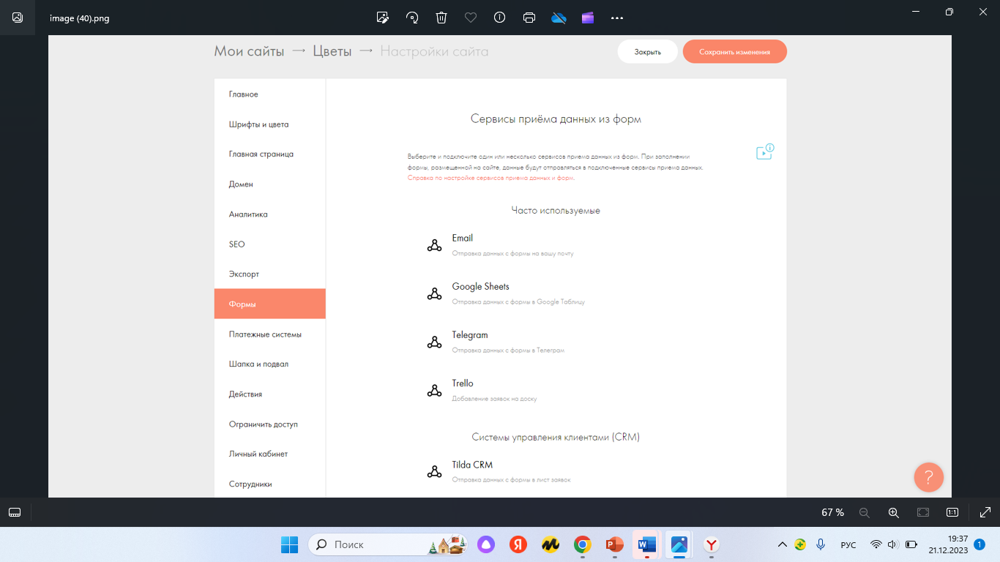 image (40).png
Мои сайты → Цветы → Настройки сайта
Закрыть
Сохранить изменения
Главное
Шрифты и цвета
Главная страница
Домен
Аналитика
SEO
Экспорт
Формы
Платежные системы
Шапка и подвал
Действия
Ограничить доступ
Личный кабинет
Сотрудники
Сервисы приёма данных из форм
Выберите и подключите один или несколько сервисов приема данных из форм. При заполнении
формы, размещенной на сайте, данные будут отправляться в подключенные сервисы приема данных.
Справка по настройке сервисов приема данных и форм.
Часто используемые
Email
Отправка данных с формы на вашу почту
Google Sheets
Отправка данных с формы в Google Таблицу
Telegram
Отправка данных с формы в Телеграм
Trello
Добавление заявок на доску
Системы управления клиентами (CRM)
Tilda CRM
Отправка данных с формы в лист заявок
?
67 %
1:1
Поиск
Я
P
W
Y
РУС
19:37
21.12.2023
1